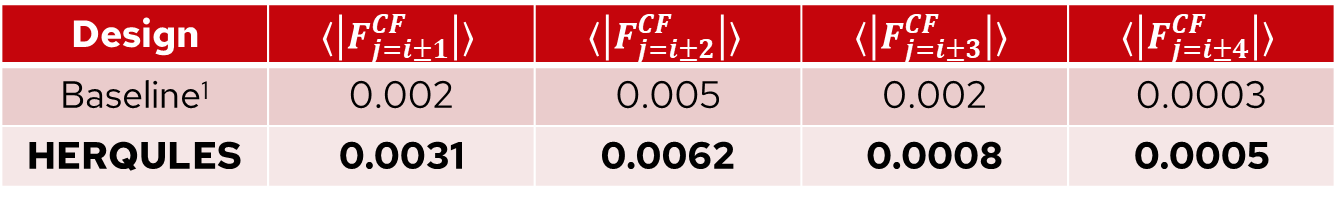 Design ⟨|F^{CF}_{j=i±1}|⟩ ⟨|F^{CF}_{j=i±2}|⟩ ⟨|F^{CF}_{j=i±3}|⟩ ⟨|F^{CF}_{j=i±4}|⟩
Baseline¹ 0.002 0.005 0.002 0.0003
HERQULES 0.0031 0.0062 0.0008 0.0005